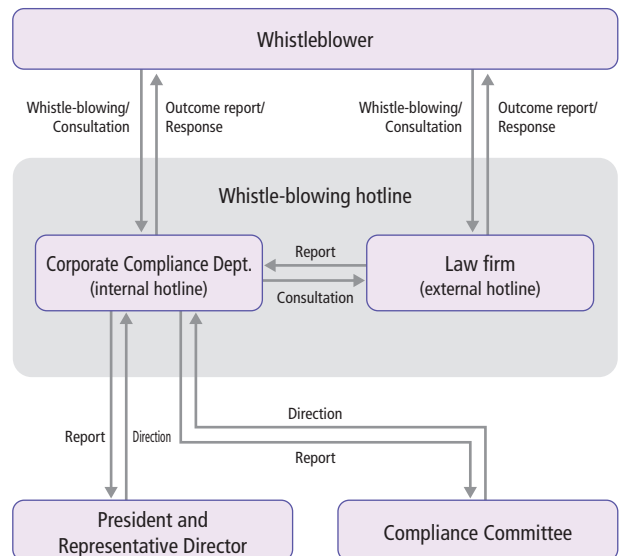 Whistleblower
Whistle-blowing/
Consultation
Outcome report/
Response
Whistle-blowing/
Consultation
Outcome report/
Response
Whistle-blowing hotline
Corporate Compliance Dept.
(internal hotline)
Report
Consultation
Law firm
(external hotline)
Direction
Report
Direction
Report
President and
Representative Director
Compliance Committee